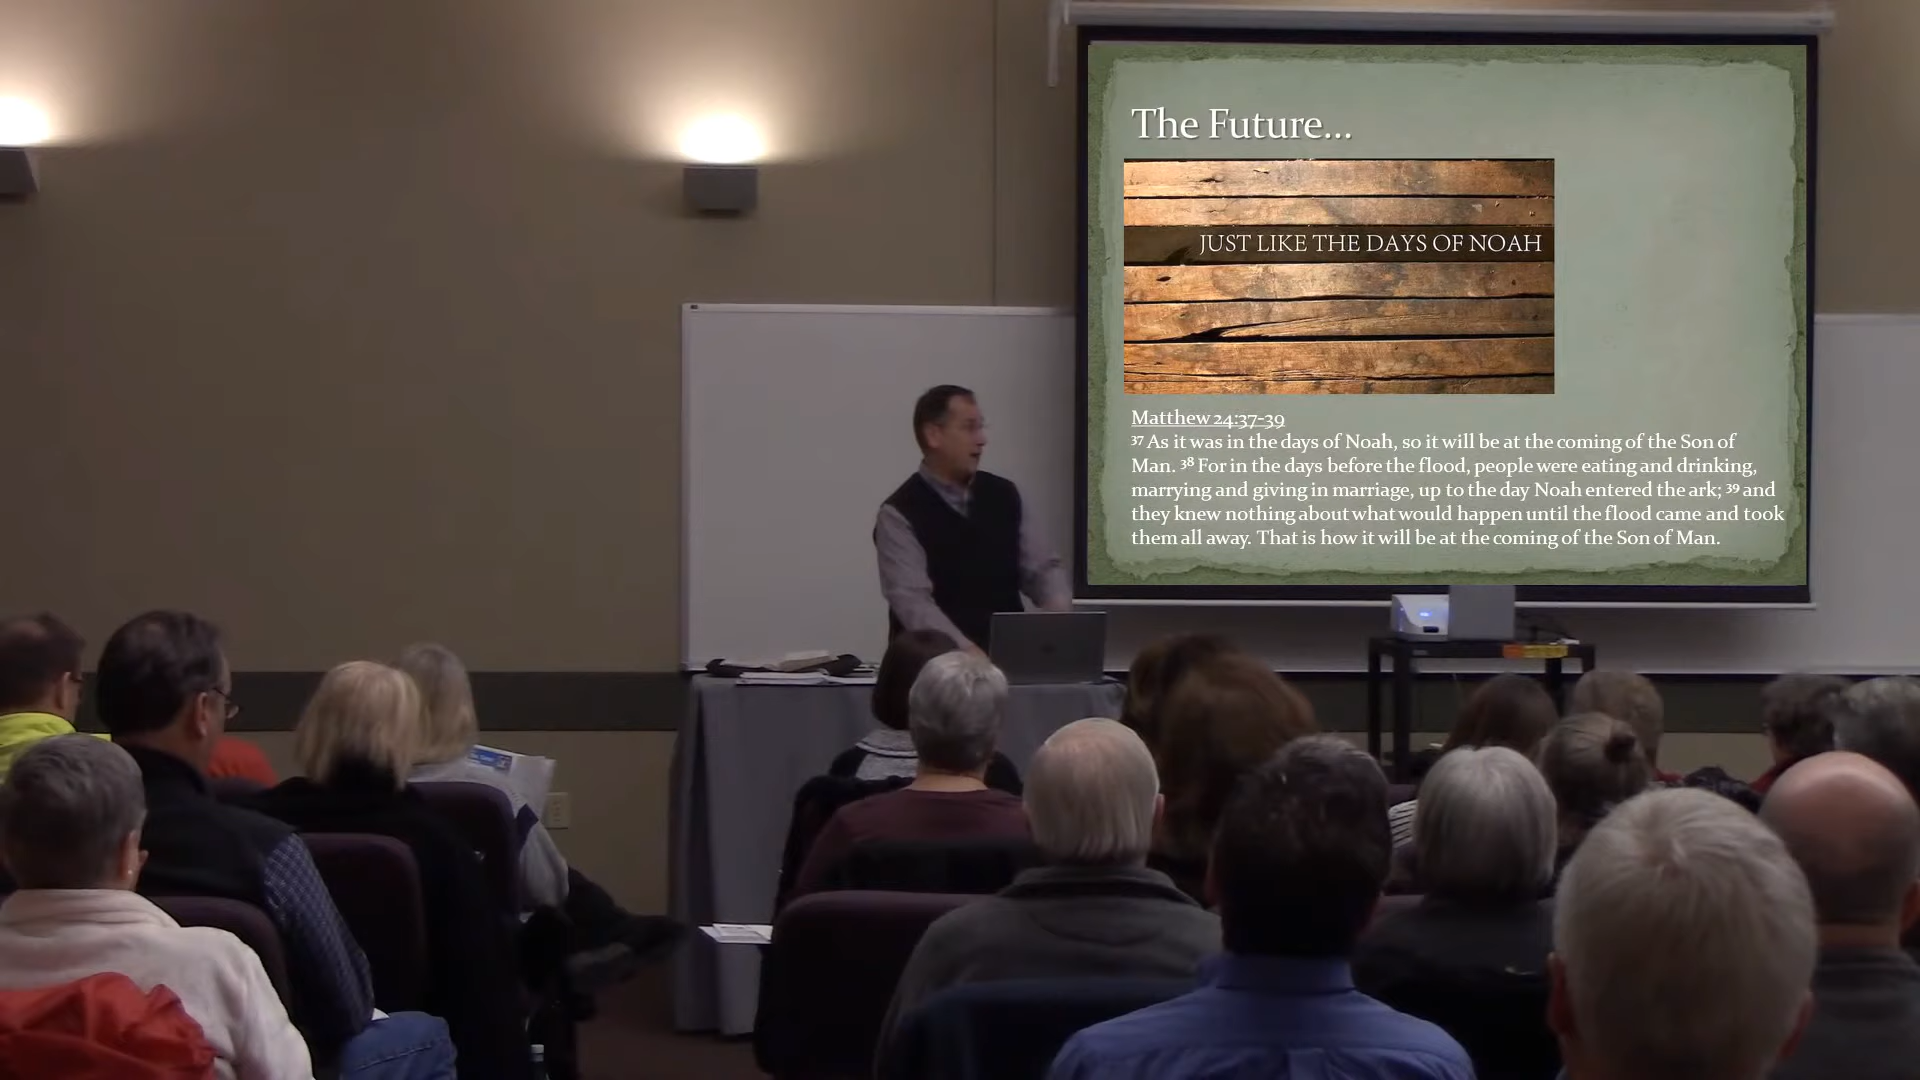 The Future...
JUST LIKE THE DAYS OF NOAH
Matthew 24:37-39
³⁷ As it was in the days of Noah, so it will be at the coming of the Son of
Man. ³⁸ For in the days before the flood, people were eating and drinking,
marrying and giving in marriage, up to the day Noah entered the ark; ³⁹ and
they knew nothing about what would happen until the flood came and took
them all away. That is how it will be at the coming of the Son of Man.